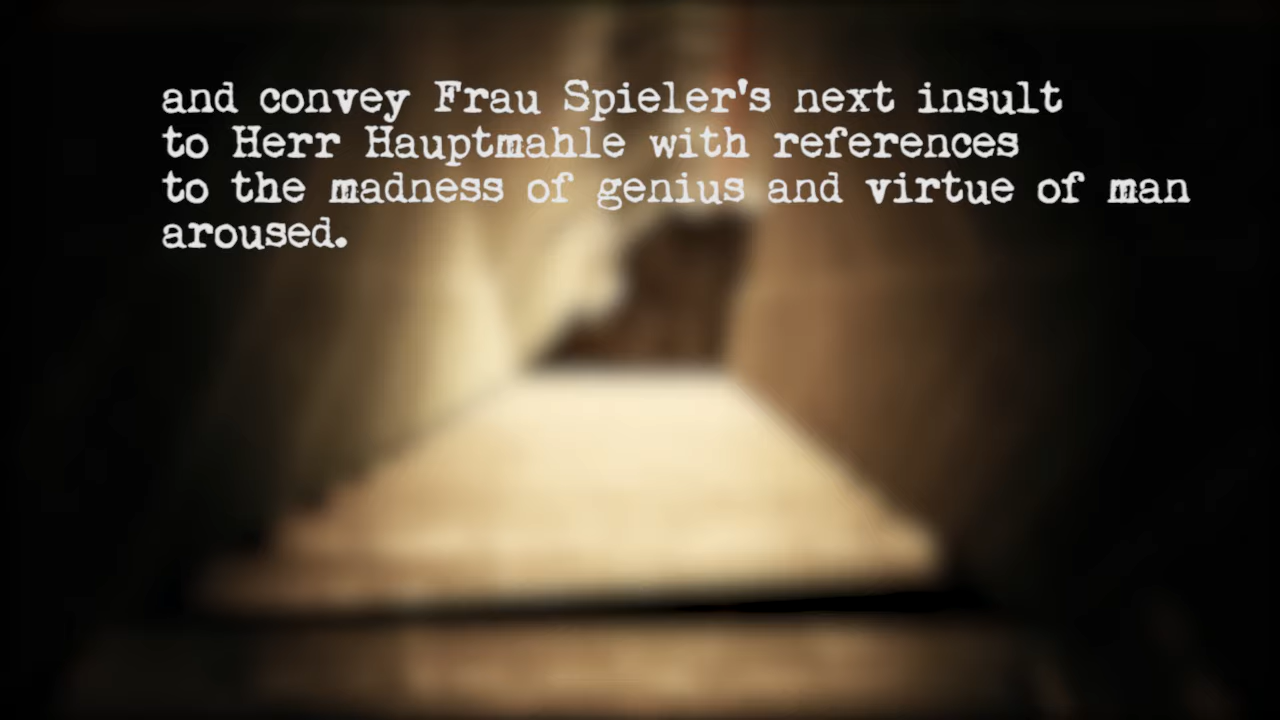 and convey Frau Spieler's next insult
to Herr Hauptmahle with references
to the madness of genius and virtue of man
aroused.